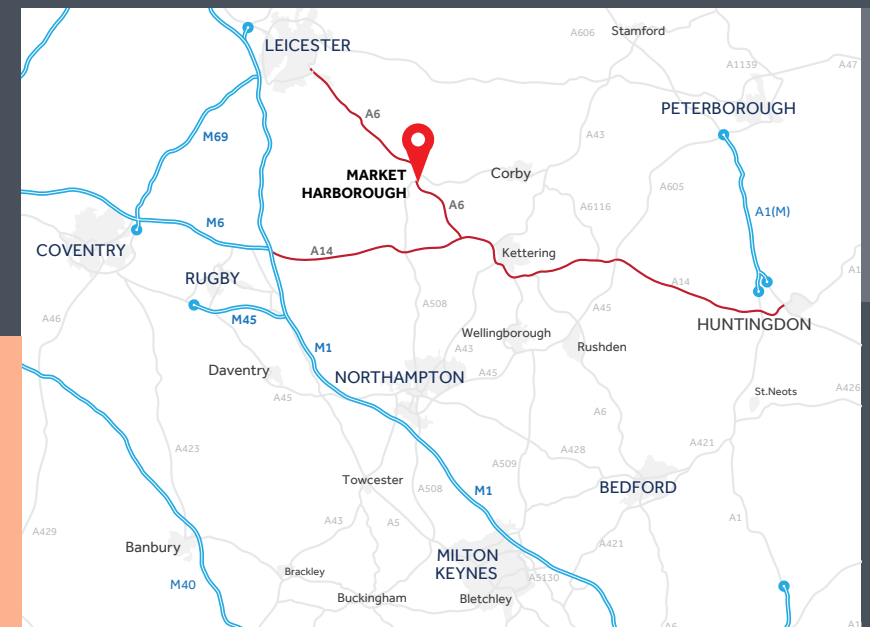 A606
Stamford
LEICESTER
A1139
A47
PETERBOROUGH
A6
M69
A43
MARKET
HARBOROUGH
Corby
A605
A6
A6116
A1(M)
M6
COVENTRY
A14
Kettering
RUGBY
A14
A1
A46
M45
A508
A45
HUNTINGDON
M1
Wellingborough
A43
Rushden
Daventry
NORTHAMPTON
A45
A45
St.Neots
A426
A6
A423
A428
A421
A509
Towcester
A508
M1
BEDFORD
A429
A43
A5
A1
Banbury
A421
MILTON
KEYNES
Brackley
A5130
M40
Buckingham
Bletchley
A6
A1